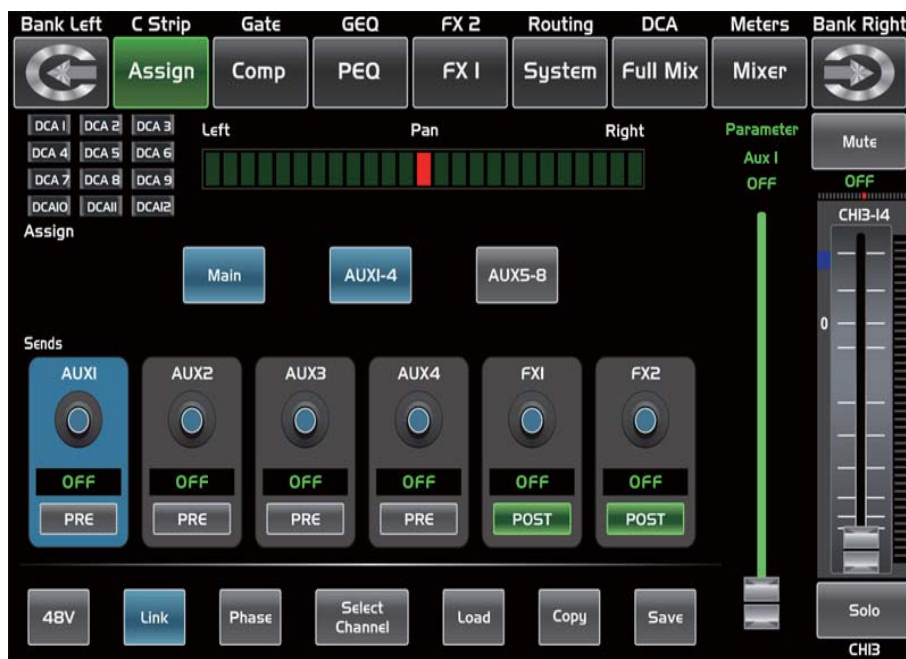 Bank Left C Strip Gate GEQ FX 2 Routing DCA Meters Bank Right
Assign Comp PEQ FX 1 System Full Mix Mixer
DCA 1 DCA 2 DCA 3
DCA 4 DCA 5 DCA 6
DCA 7 DCA 8 DCA 9
DCA10 DCA11 DCA12
Left Pan Right
Parameter
Aux 1
OFF
Mute
OFF
CH13-14
0
Assign
Main AUX1-4 AUX5-8
Sends
AUX1 AUX2 AUX3 AUX4 FX1 FX2
OFF OFF OFF OFF OFF OFF
PRE PRE PRE PRE POST POST
48V Link Phase Select Channel Load Copy Save
Solo
CH13